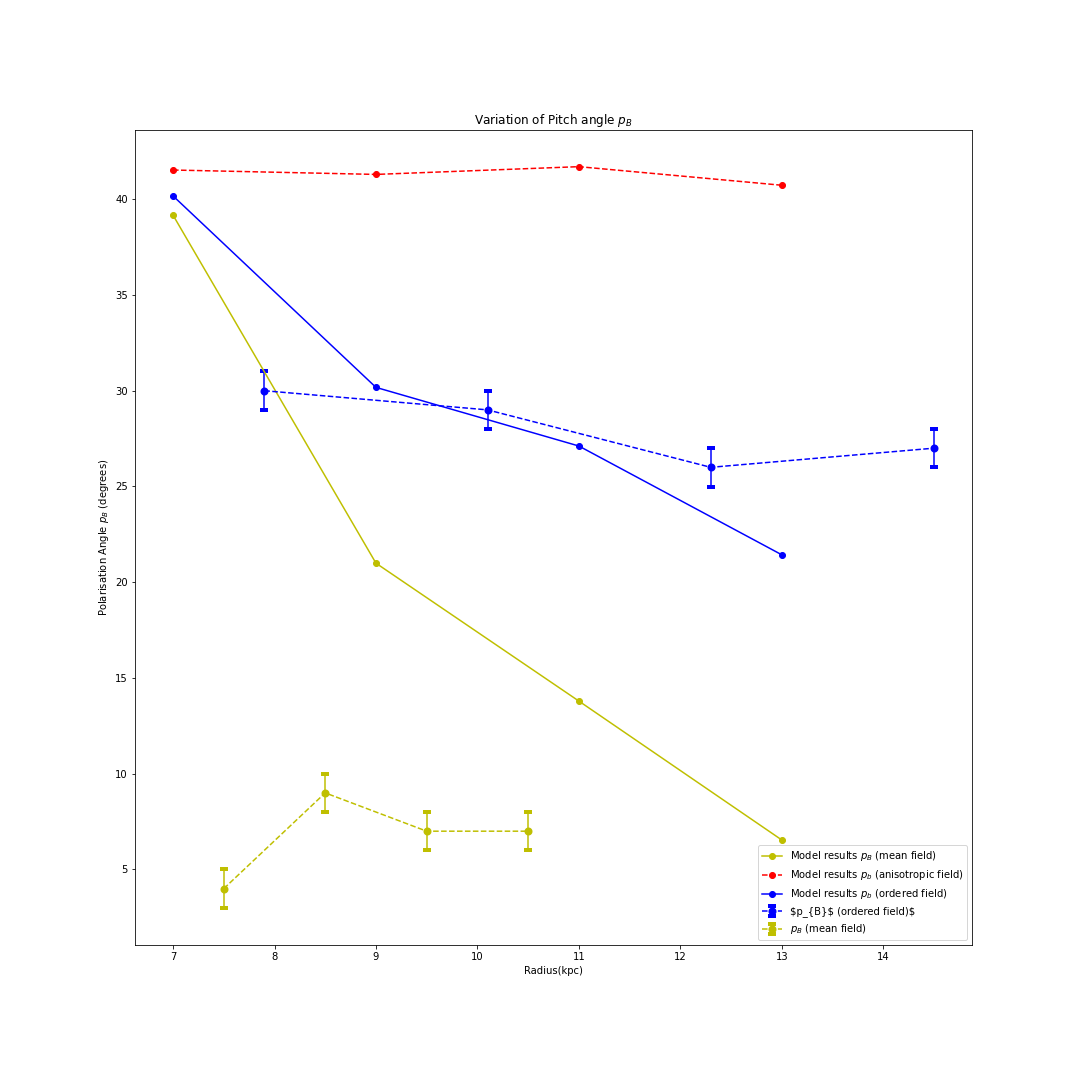 Variation of Pitch angle p_B
40
35
30
25
20
15
10
5
Polarisation Angle p_B (degrees)
7 8 9 10 11 12 13 14
Radius(kpc)
Model results p_B (mean field)
Model results p_b (anisotropic field)
Model results p_b (ordered field)
$p_{B}$ (ordered field)$
p_B (mean field)